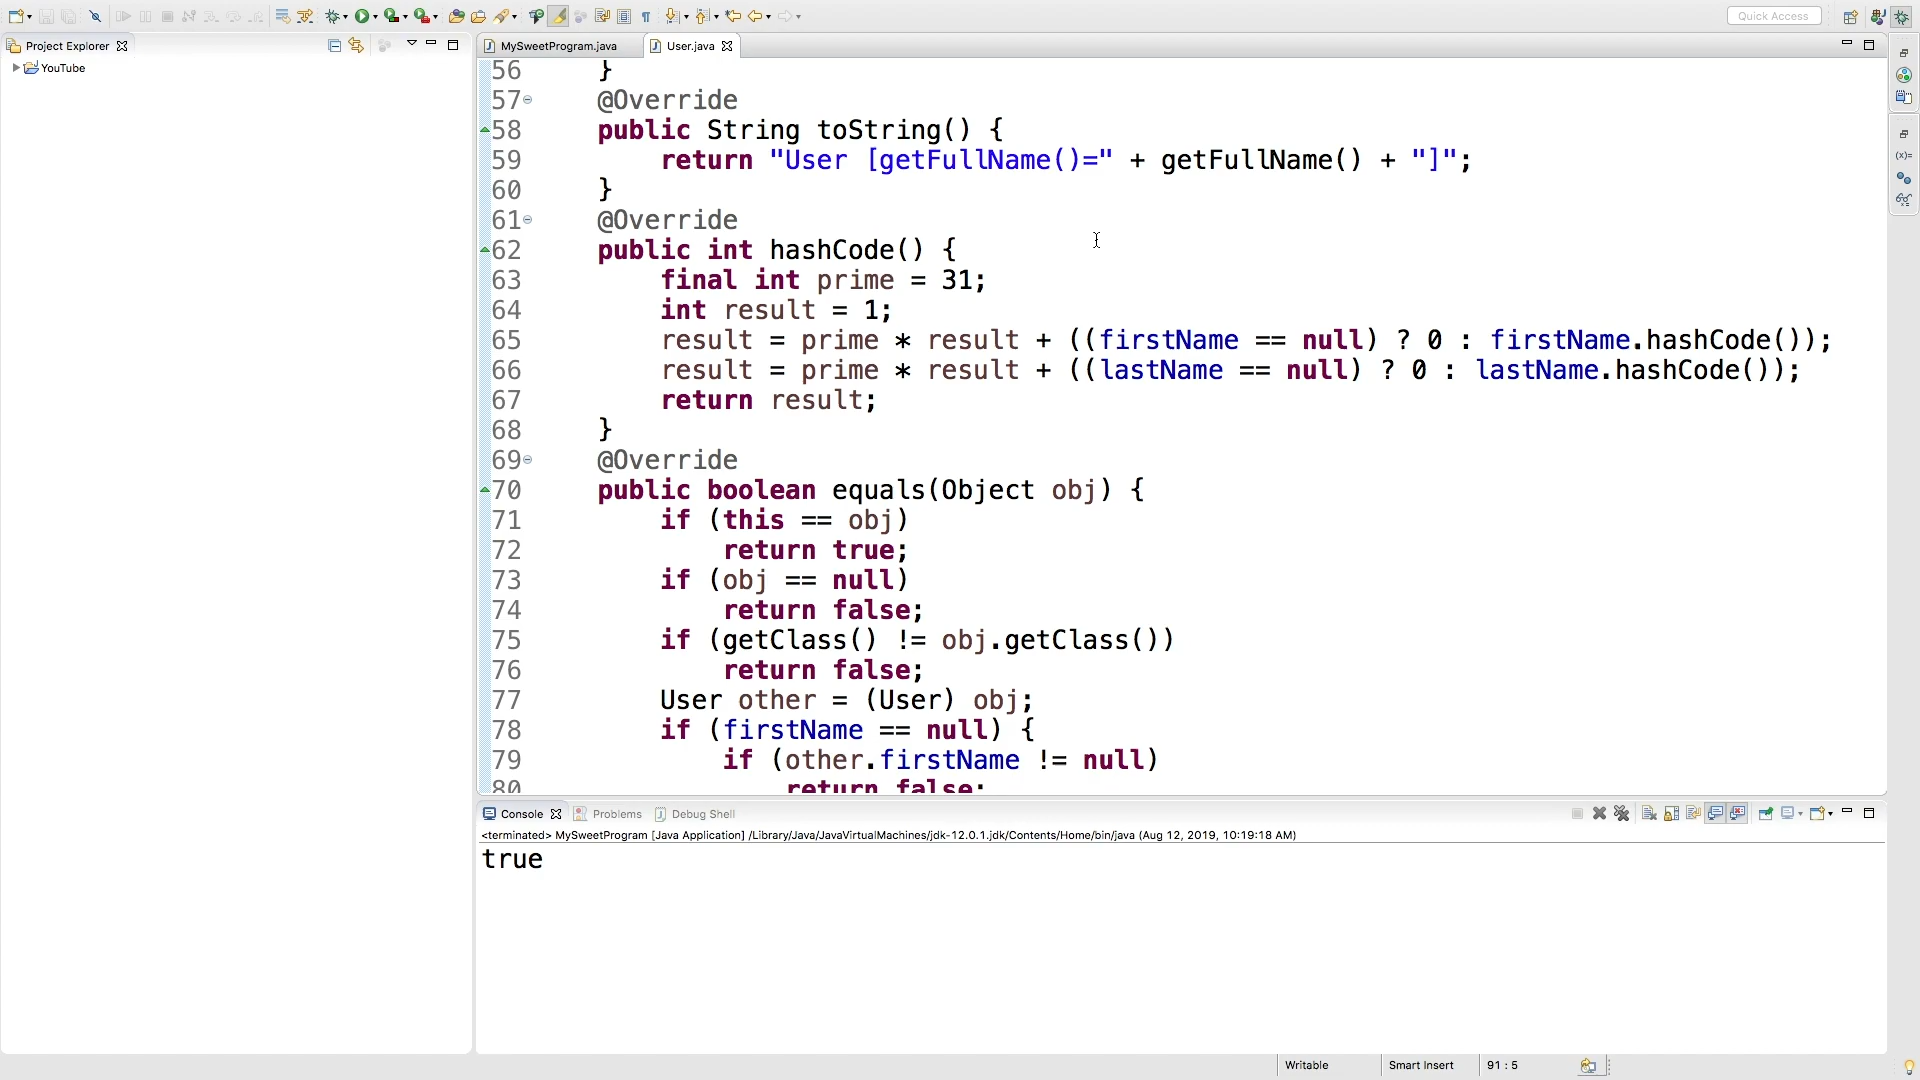 Quick Access
Project Explorer
YouTube
MySweetProgram.java
User.java
56 }
57 @Override
58 public String toString() {
59 return "User [getFullName()=" + getFullName() + "]";
60 }
61 @Override
62 public int hashCode() {
63 final int prime = 31;
64 int result = 1;
65 result = prime * result + ((firstName == null) ? 0 : firstName.hashCode());
66 result = prime * result + ((lastName == null) ? 0 : lastName.hashCode());
67 return result;
68 }
69 @Override
70 public boolean equals(Object obj) {
71 if (this == obj)
72 return true;
73 if (obj == null)
74 return false;
75 if (getClass() != obj.getClass())
76 return false;
77 User other = (User) obj;
78 if (firstName == null) {
79 if (other.firstName != null)
80 return false;
Console
Problems
Debug Shell
<terminated> MySweetProgram [Java Application] /Library/Java/JavaVirtualMachines/jdk-12.0.1.jdk/Contents/Home/bin/java (Aug 12, 2019, 10:19:18 AM)
true
Writable
Smart Insert
91 : 5